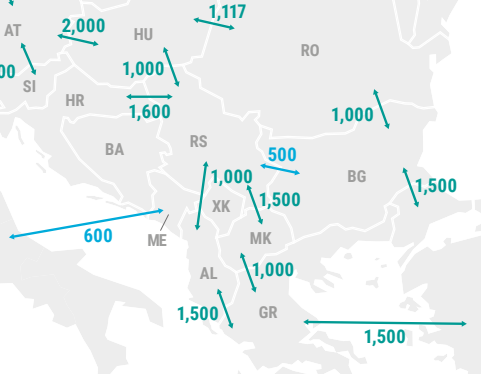 1,117
2,000
AT
HU
RO
1,000
00
SI
HR
1,600
1,000
RS
BA
500
1,000
BG
1,500
1,500
XK
600
ME
MK
AL
1,000
1,500
GR
1,500